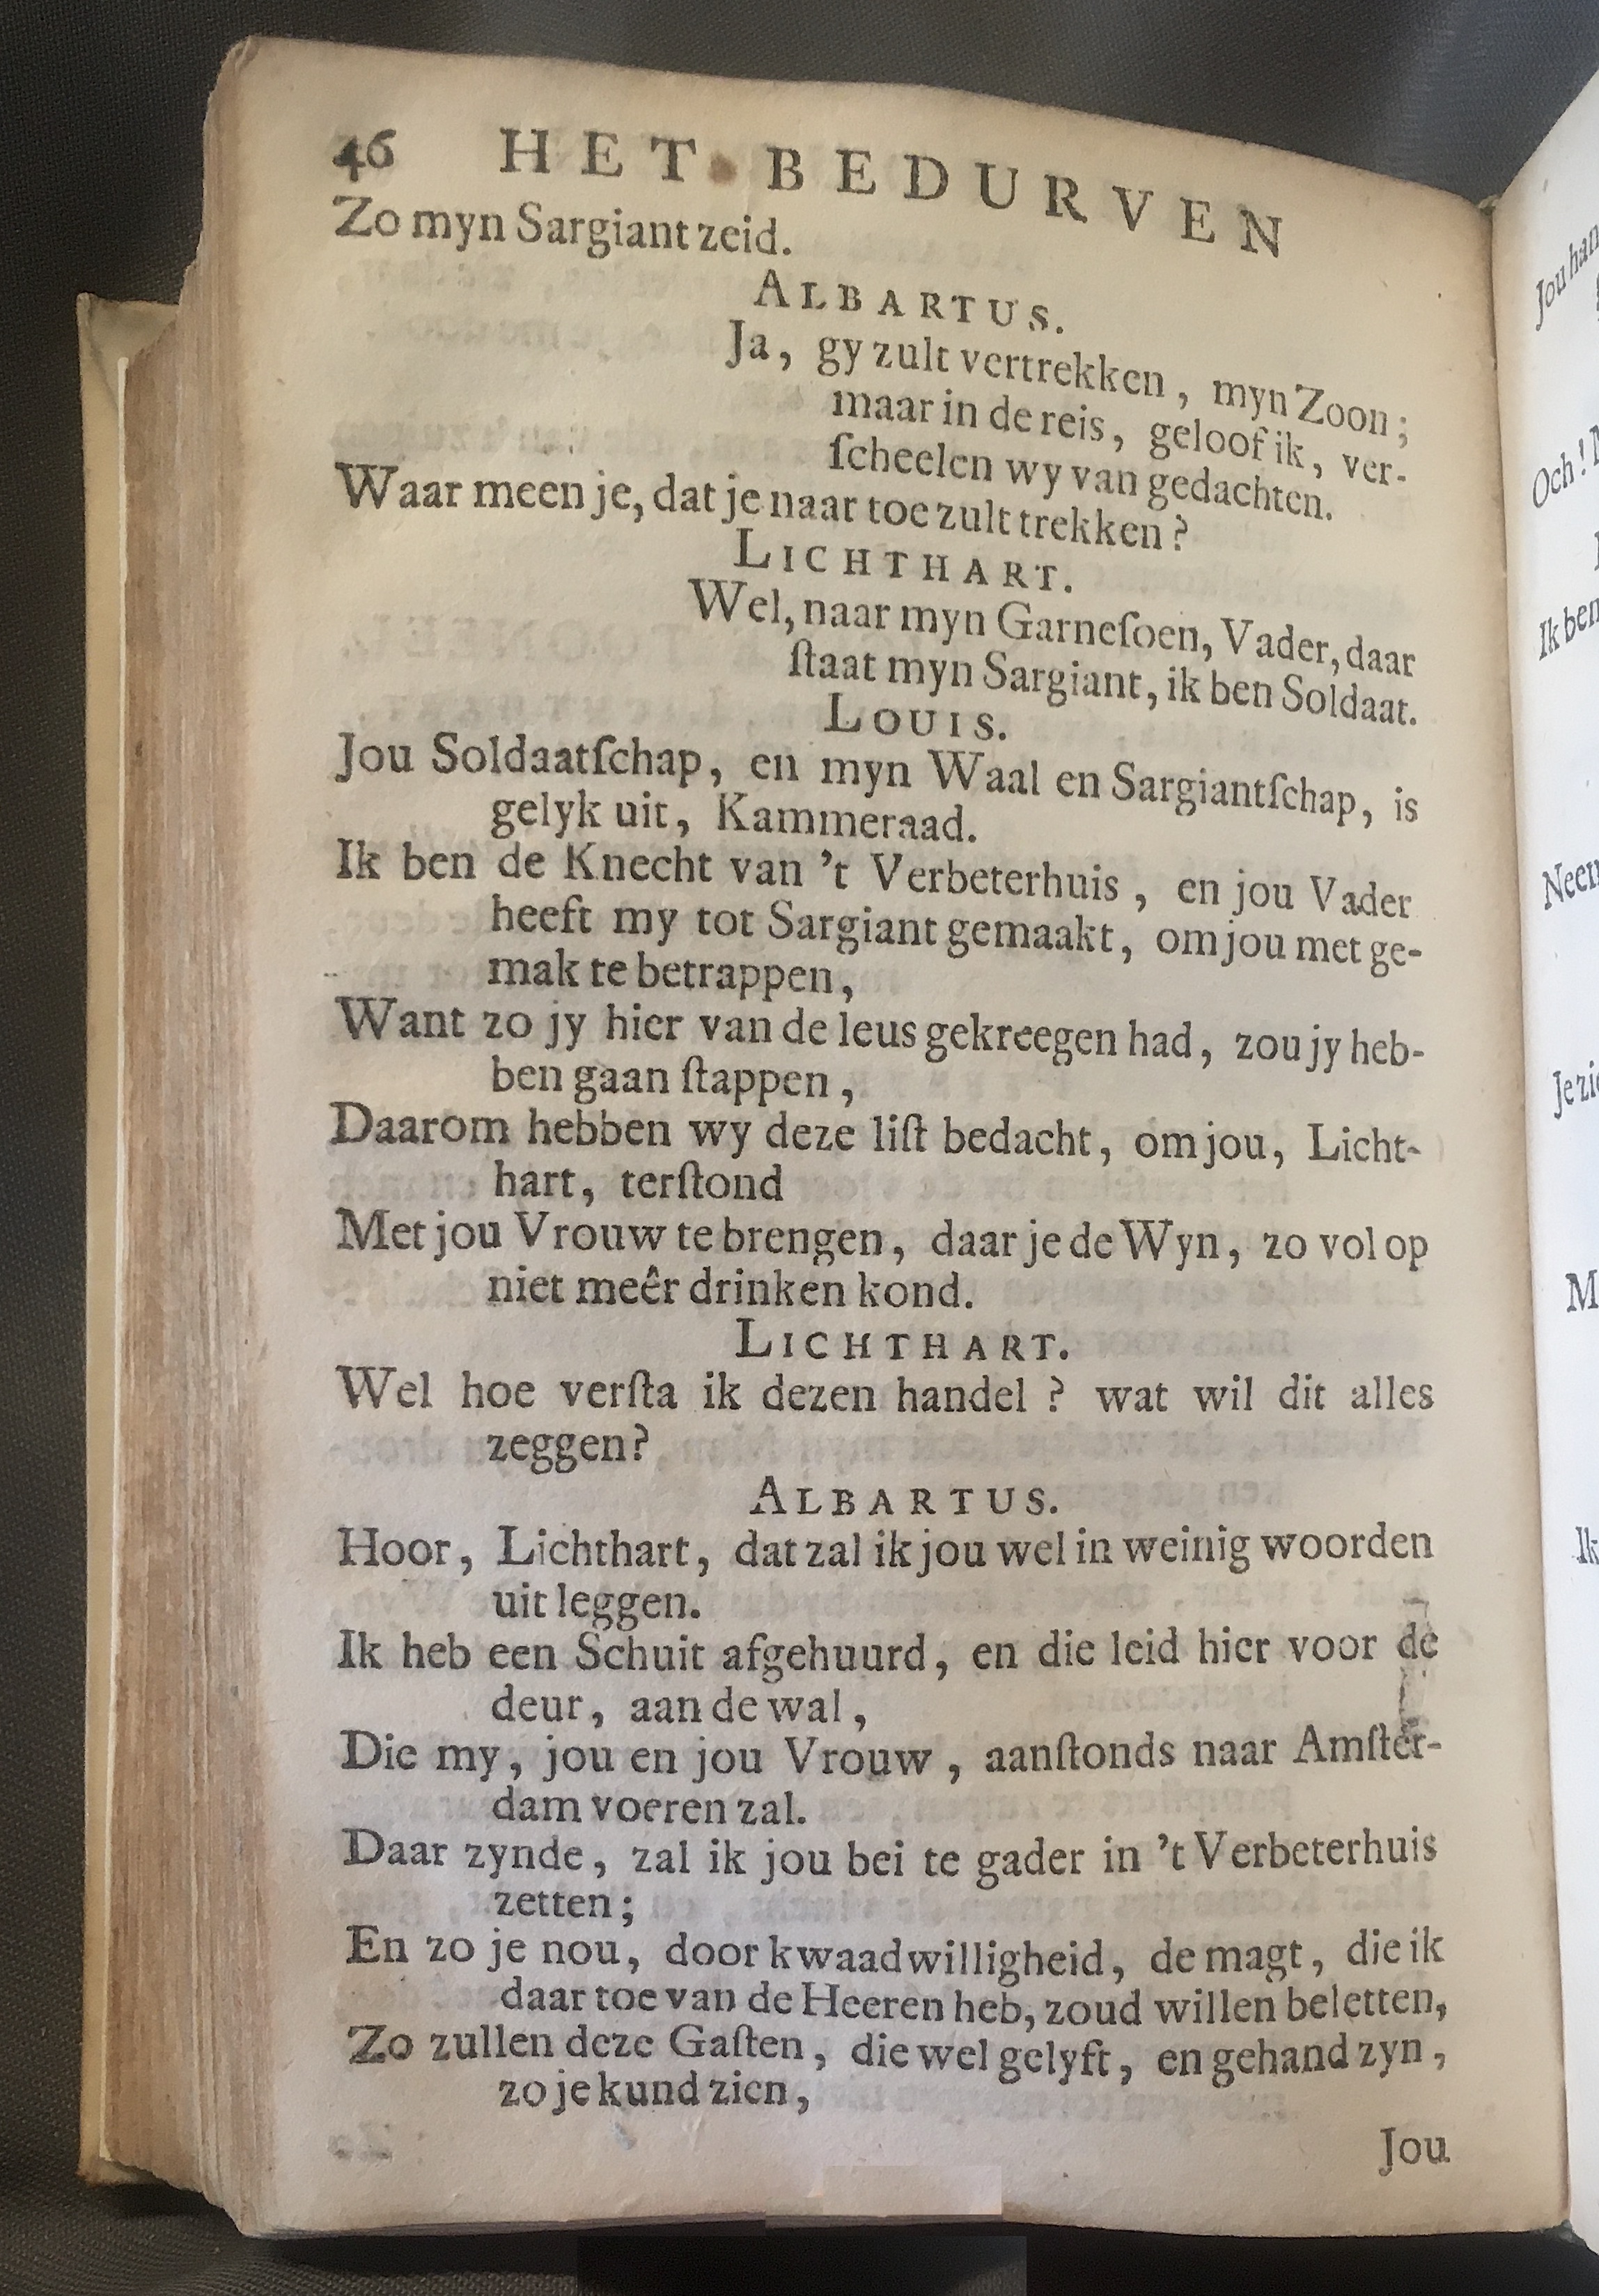 46 HET BEDURVEN
Zo myn Sargiant zeid.
ALBARTUS.
Ja, gy zult vertrekken, myn Zoon;
maar in de reis, geloof ik, ver-
ſcheelen wy van gedachten.
Waar meen je, dat je naar toe zult trekken?
LICHTHART.
Wel, naar myn Garneſoen, Vader, daar
ſtaat myn Sargiant, ik ben Soldaat.
LOUIS.
Jou Soldaatſchap, en myn Waal en Sargiantſchap, is
gelyk uit, Kammeraad.
Ik ben de Knecht van 't Verbeterhuis, en jou Vader
heeft my tot Sargiant gemaakt, om jou met ge-
mak te betrappen,
Want zo jy hier van de leus gekreegen had, zou jy heb-
ben gaan ſtappen,
Daarom hebben wy deze liſt bedacht, om jou, Licht-
hart, terſtond
Met jou Vrouw te brengen, daar je de Wyn, zo vol op
niet meêr drinken kond.
LICHTHART.
Wel hoe verſta ik dezen handel? wat wil dit alles
zeggen?
ALBARTUS.
Hoor, Lichthart, dat zal ik jou wel in weinig woorden
uit leggen.
Ik heb een Schuit afgehuurd, en die leid hier voor de
deur, aan de wal,
Die my, jou en jou Vrouw, aanſtonds naar Amſter-
dam voeren zal.
Daar zynde, zal ik jou bei te gader in 't Verbeterhuis
zetten;
En zo je nou, door kwaadwilligheid, de magt, die ik
daar toe van de Heeren heb, zoud willen beletten,
Zo zullen deze Gaſten, die wel gelyft, en gehand zyn,
zo je kund zien,
Jou
Jou han
Och!
Ik ben
Neen
Je zi
M
Ik